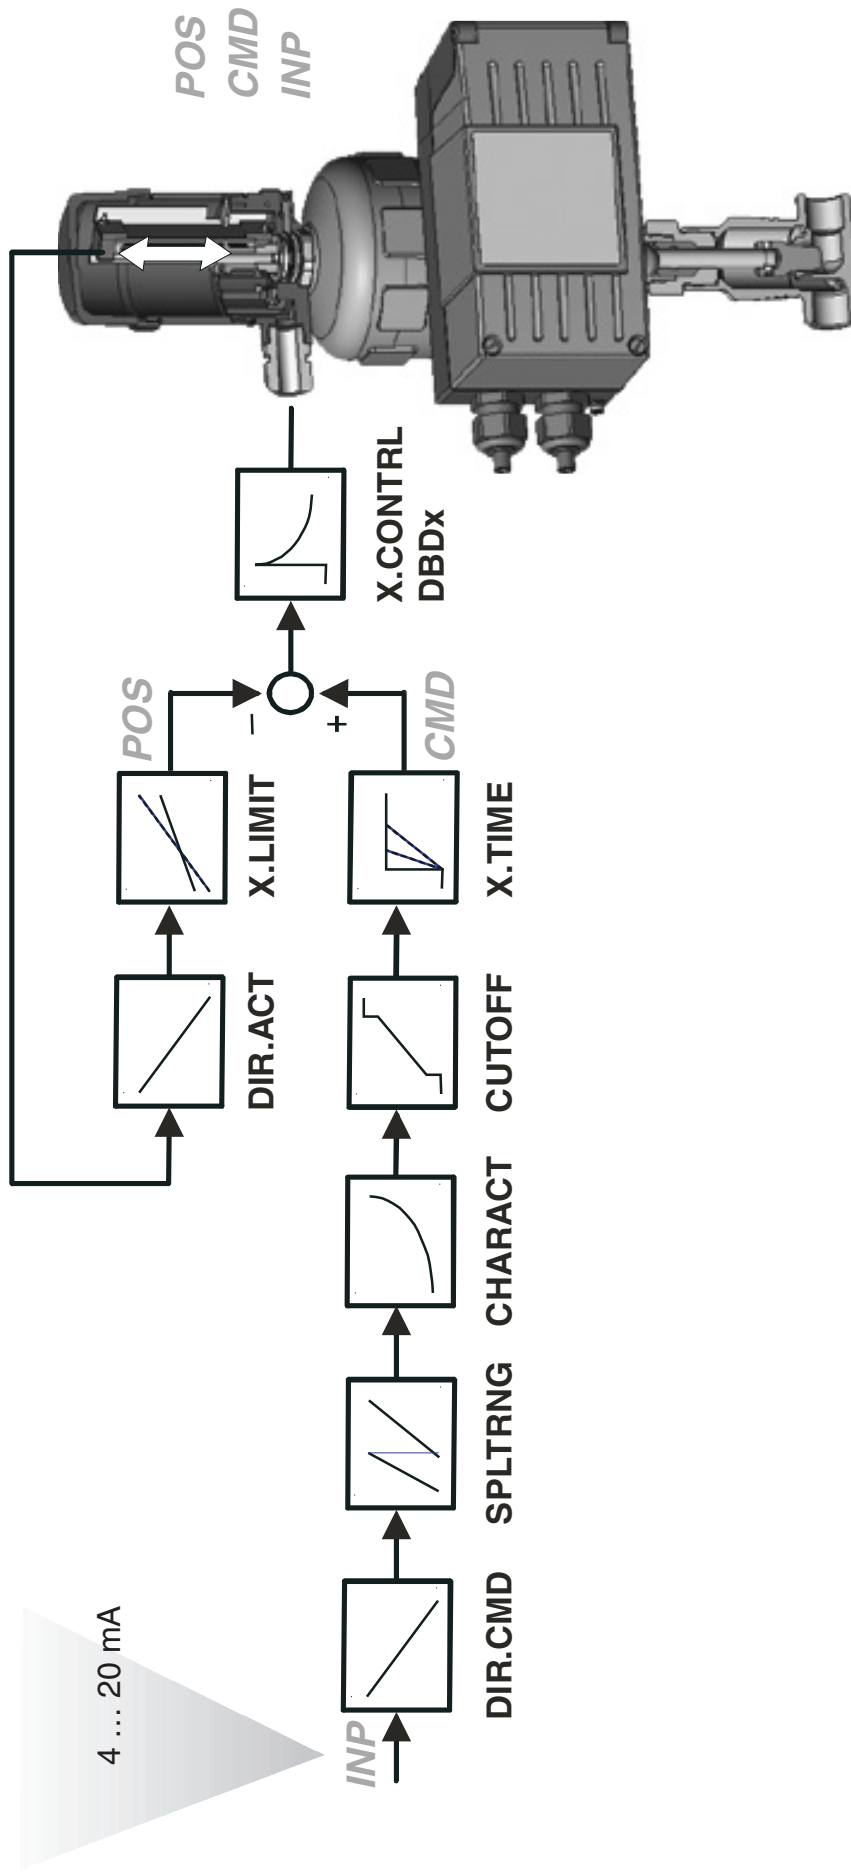 4 ... 20 mA
INP
DIR.CMD
SPLTRNG
CHARACT
CUTOFF
X.TIME
CMD
DIR.ACT
X.LIMIT
POS
–
+
X.CONTRL
DBDx
POS
CMD
INP